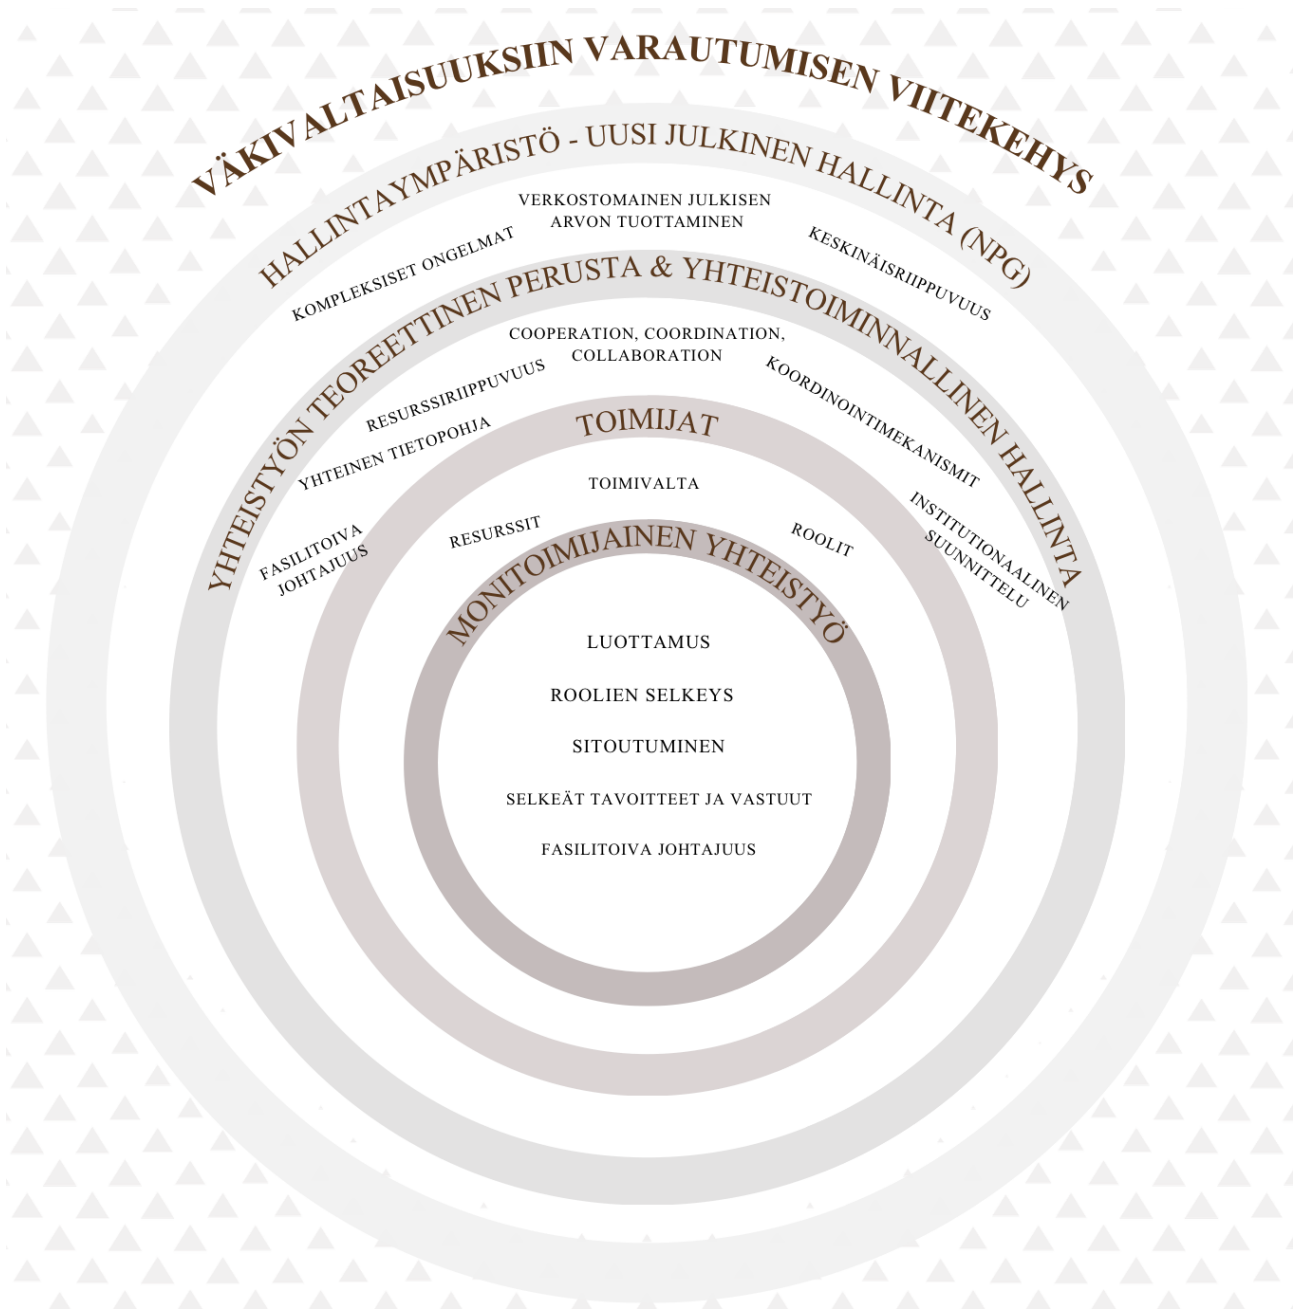 VÄKIVALTAISUUKSIIN VARAUTUMISEN VIITEKEHYS
HALLINTAYMPÄRISTÖ - UUSI JULKINEN HALLINTA (NPG)
VERKOSTOMAINEN JULKISEN
ARVON TUOTTAMINEN
KOMPLEKSISET ONGELMAT
KESKINÄISRIIPPUVUUS
YHTEISTYÖN TEOREETTINEN PERUSTA & YHTEISTOIMINNALLINEN HALLINTA
COOPERATION, COORDINATION,
COLLABORATION
RESURSSIRIIPPUVUUS
KOORDINOINTIMEKANISMIT
YHTEINEN TIETOPOHJA
FASILITOIVA
JOHTAJUUS
INSTITUTIONAALINEN
SUUNNITTELU
TOIMIJAT
TOIMIVALTA
RESURSSIT
ROOLIT
MONITOIMIJAINEN YHTEISTYÖ
LUOTTAMUS
ROOLIEN SELKEYS
SITOUTUMINEN
SELKEÄT TAVOITTEET JA VASTUUT
FASILITOIVA JOHTAJUUS